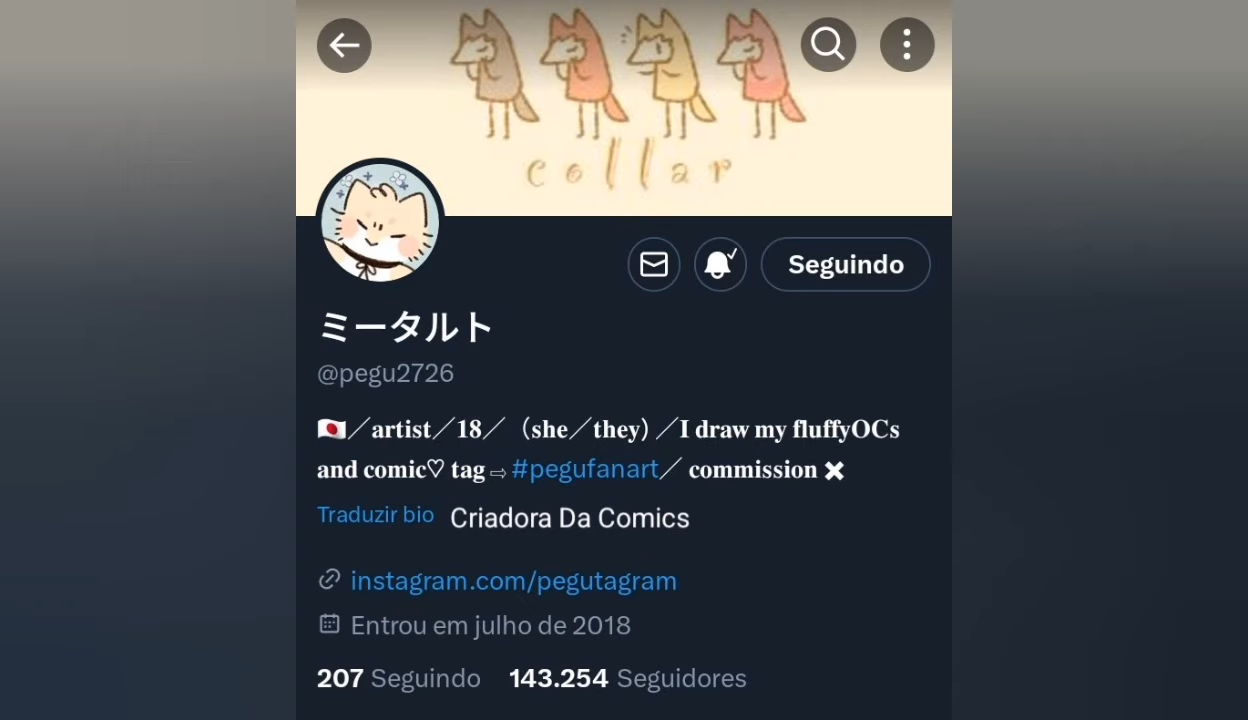 collar
Seguindo
ミータルト
@pegu2726
🇯🇵／artist／18／（she／they）／I draw my fluffyOCs
and comic♡ tag⇨#pegufanart／ commission ✖
Traduzir bio Criadora Da Comics
instagram.com/pegutagram
Entrou em julho de 2018
207 Seguindo 143.254 Seguidores